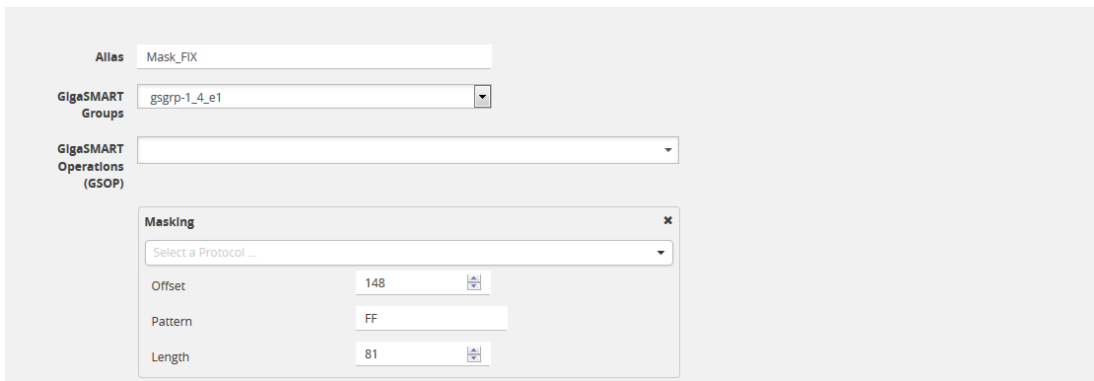 Alias Mask_FIX
GigaSMART gsgrp-1_4_e1
Groups
GigaSMART
Operations
(GSOP)
Masking ✖
Select a Protocol ...
Offset 148
Pattern FF
Length 81